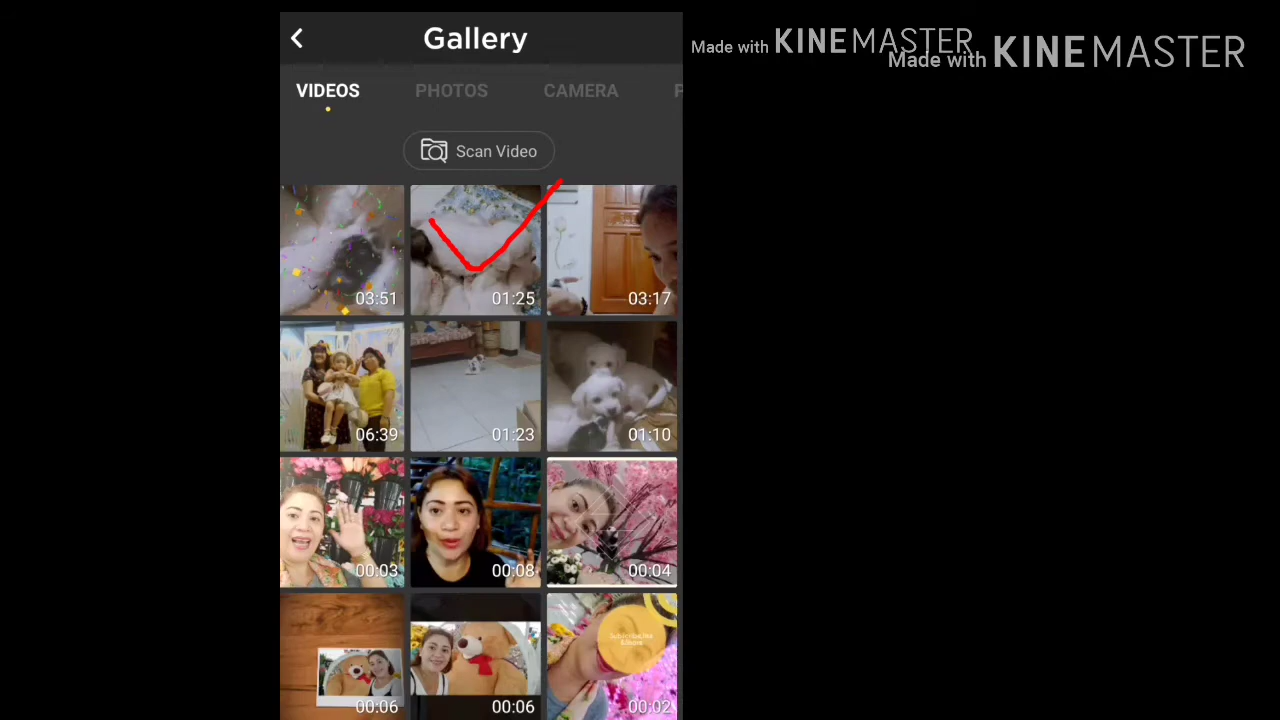 Gallery
Made with KINEMASTER
Made with KINEMASTER
VIDEOS PHOTOS CAMERA
Scan Video
03:51 01:25 03:17
06:39 01:23 01:10
00:03 00:08 00:04
00:06 00:06 00:02